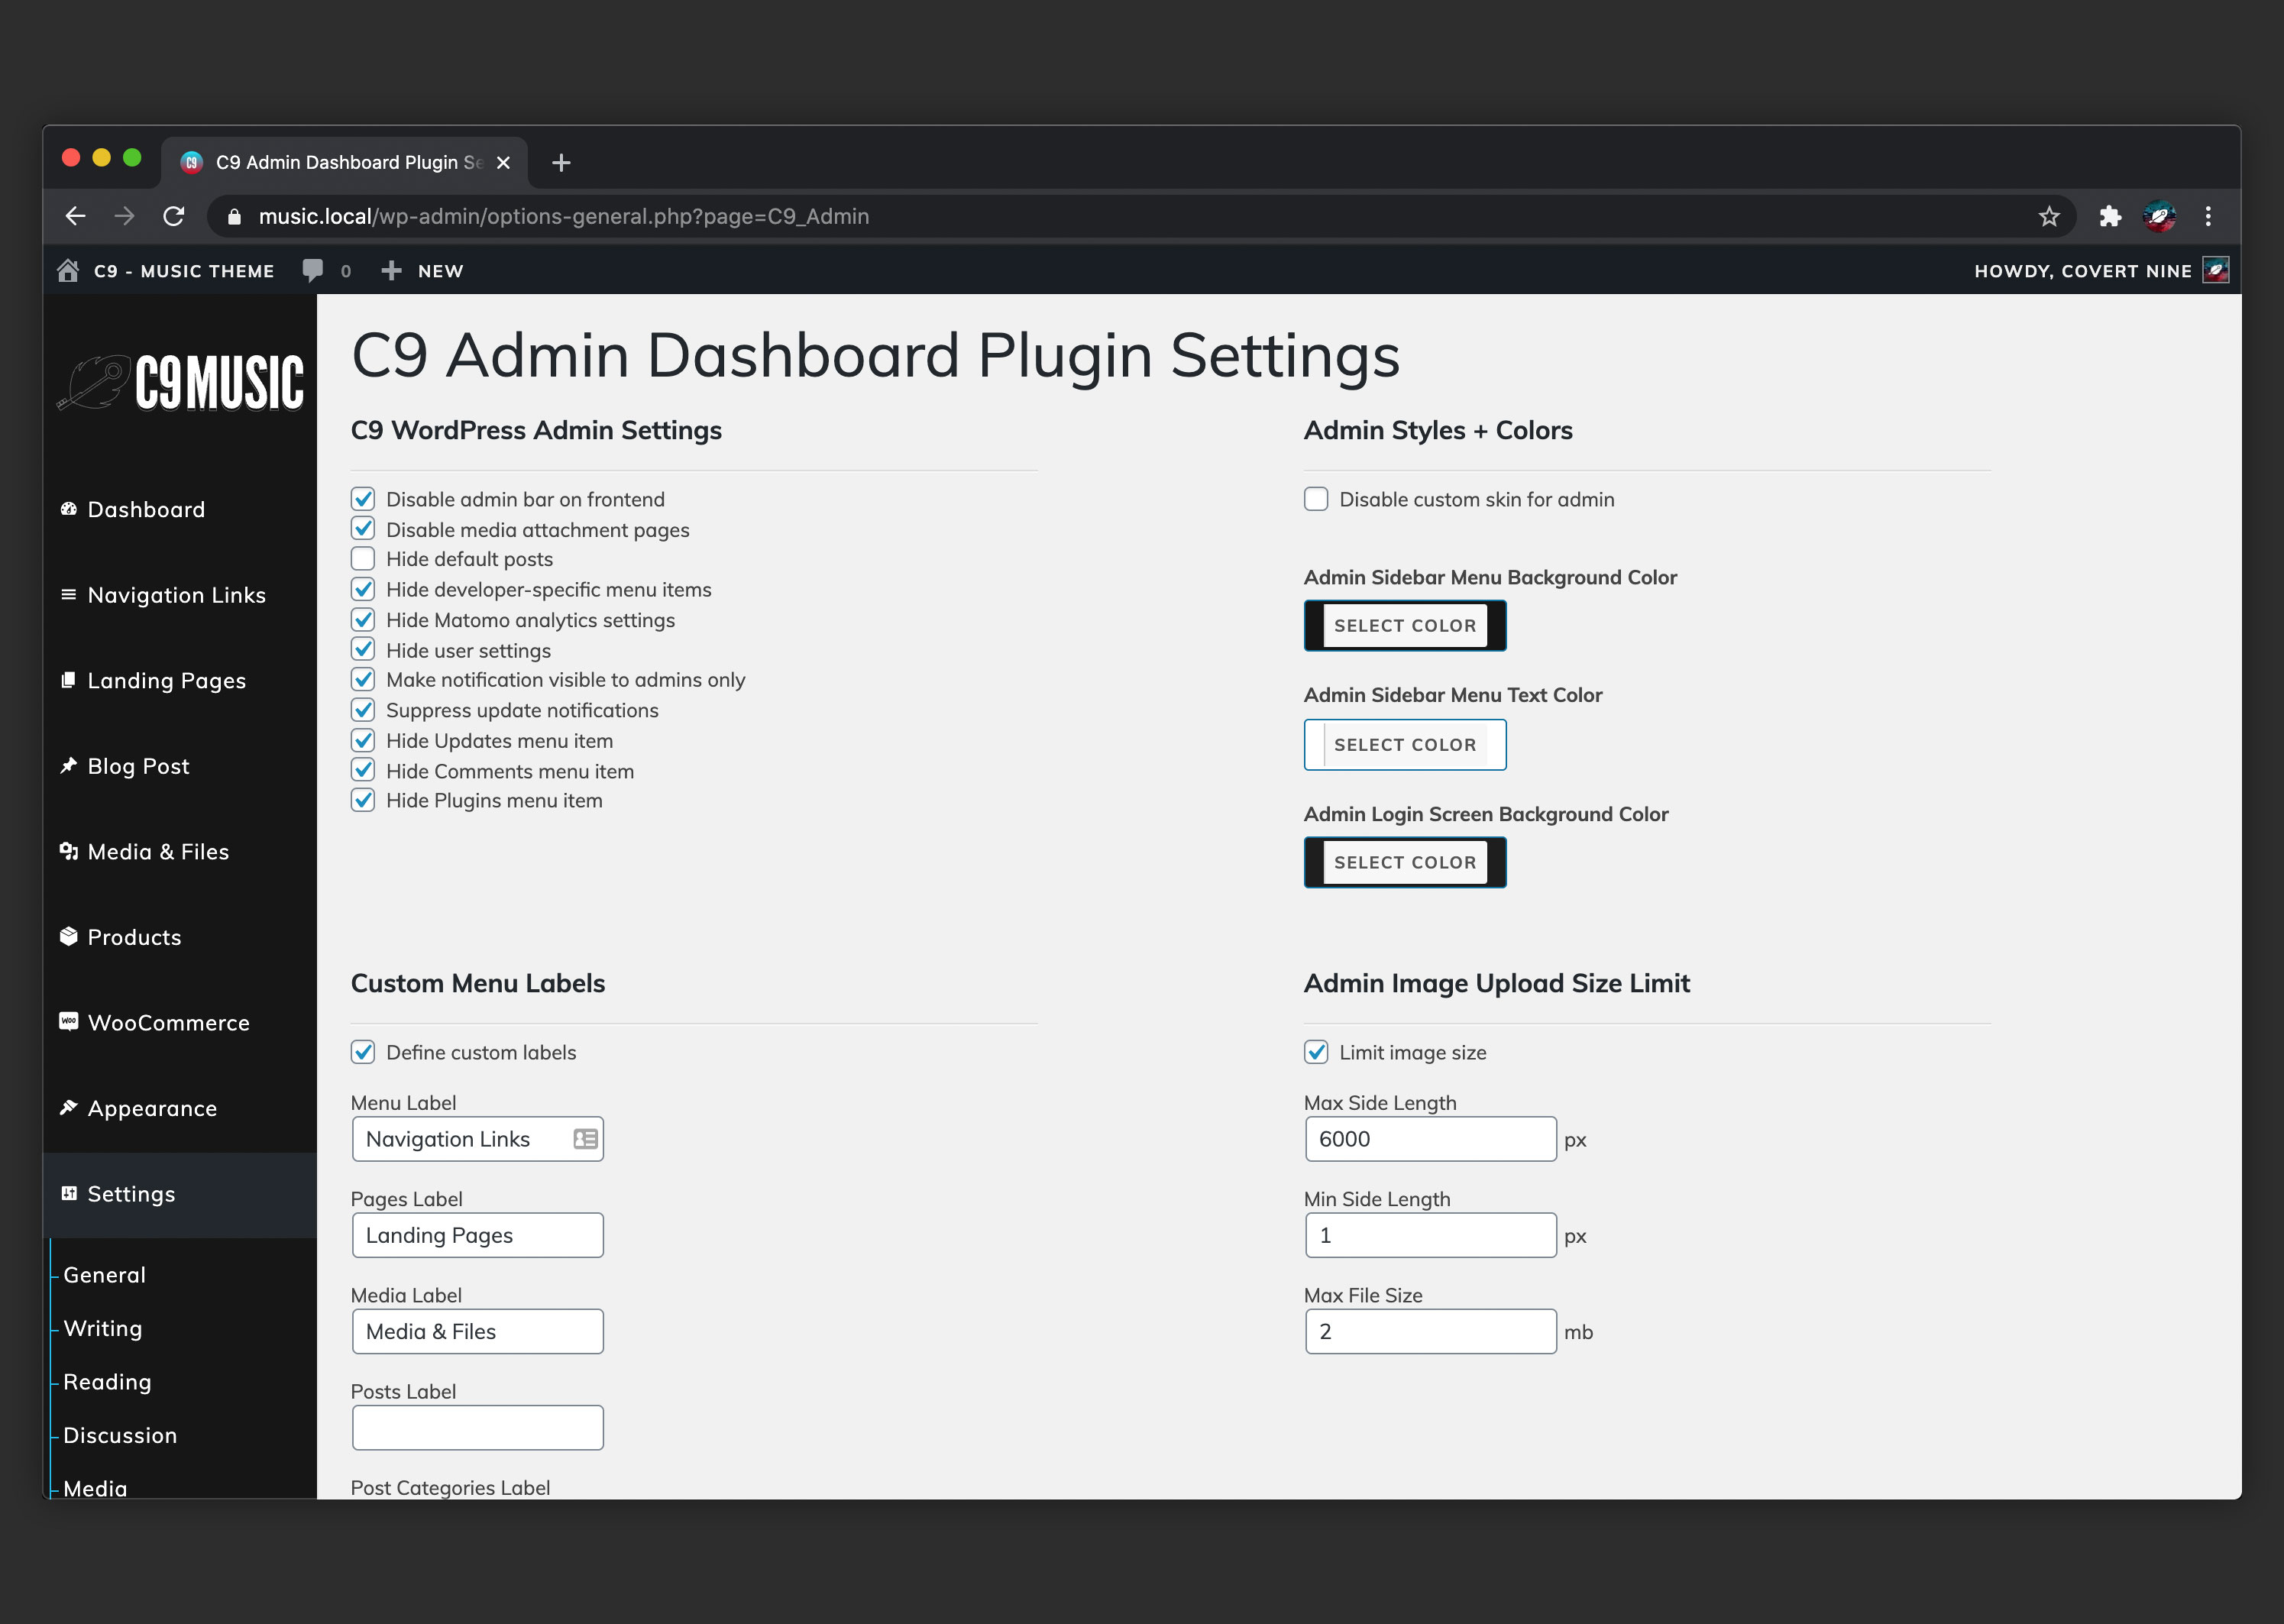 C9 Admin Dashboard Plugin Se
music.local/wp-admin/options-general.php?page=C9_Admin
C9 - MUSIC THEME 0 NEW HOWDY, COVERT NINE
C9MUSIC
Dashboard
Navigation Links
Landing Pages
Blog Post
Media & Files
Products
WooCommerce
Appearance
Settings
General
Writing
Reading
Discussion
Media
C9 Admin Dashboard Plugin Settings
C9 WordPress Admin Settings
Disable admin bar on frontend
Disable media attachment pages
Hide default posts
Hide developer-specific menu items
Hide Matomo analytics settings
Hide user settings
Make notification visible to admins only
Suppress update notifications
Hide Updates menu item
Hide Comments menu item
Hide Plugins menu item
Admin Styles + Colors
Disable custom skin for admin
Admin Sidebar Menu Background Color
SELECT COLOR
Admin Sidebar Menu Text Color
SELECT COLOR
Admin Login Screen Background Color
SELECT COLOR
Custom Menu Labels
Define custom labels
Menu Label
Navigation Links
Pages Label
Landing Pages
Media Label
Media & Files
Posts Label
Post Categories Label
Admin Image Upload Size Limit
Limit image size
Max Side Length
6000 px
Min Side Length
1 px
Max File Size
2 mb